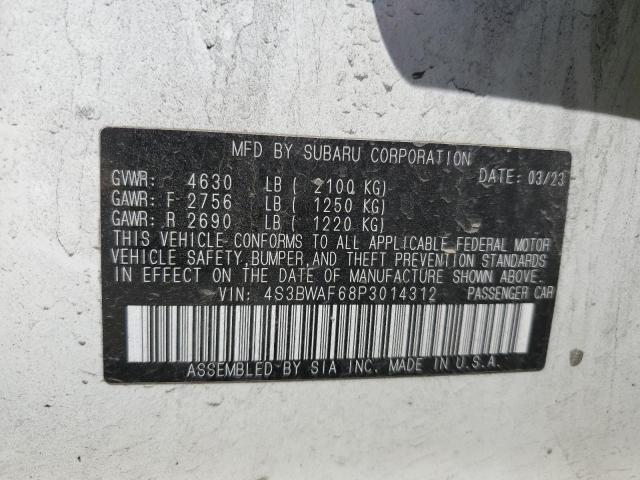 MFD BY SUBARU CORPORATION
DATE: 03/23
GVWR: 4630 LB ( 2100 KG)
GAWR: F 2756 LB ( 1250 KG)
GAWR: R 2690 LB ( 1220 KG)
THIS VEHICLE CONFORMS TO ALL APPLICABLE FEDERAL MOTOR
VEHICLE SAFETY, BUMPER, AND THEFT PREVENTION STANDARDS
IN EFFECT ON THE DATE OF MANUFACTURE SHOWN ABOVE.
VIN: 4S3BWAF68P3014312 PASSENGER CAR
ASSEMBLED BY SIA INC. MADE IN U.S.A.